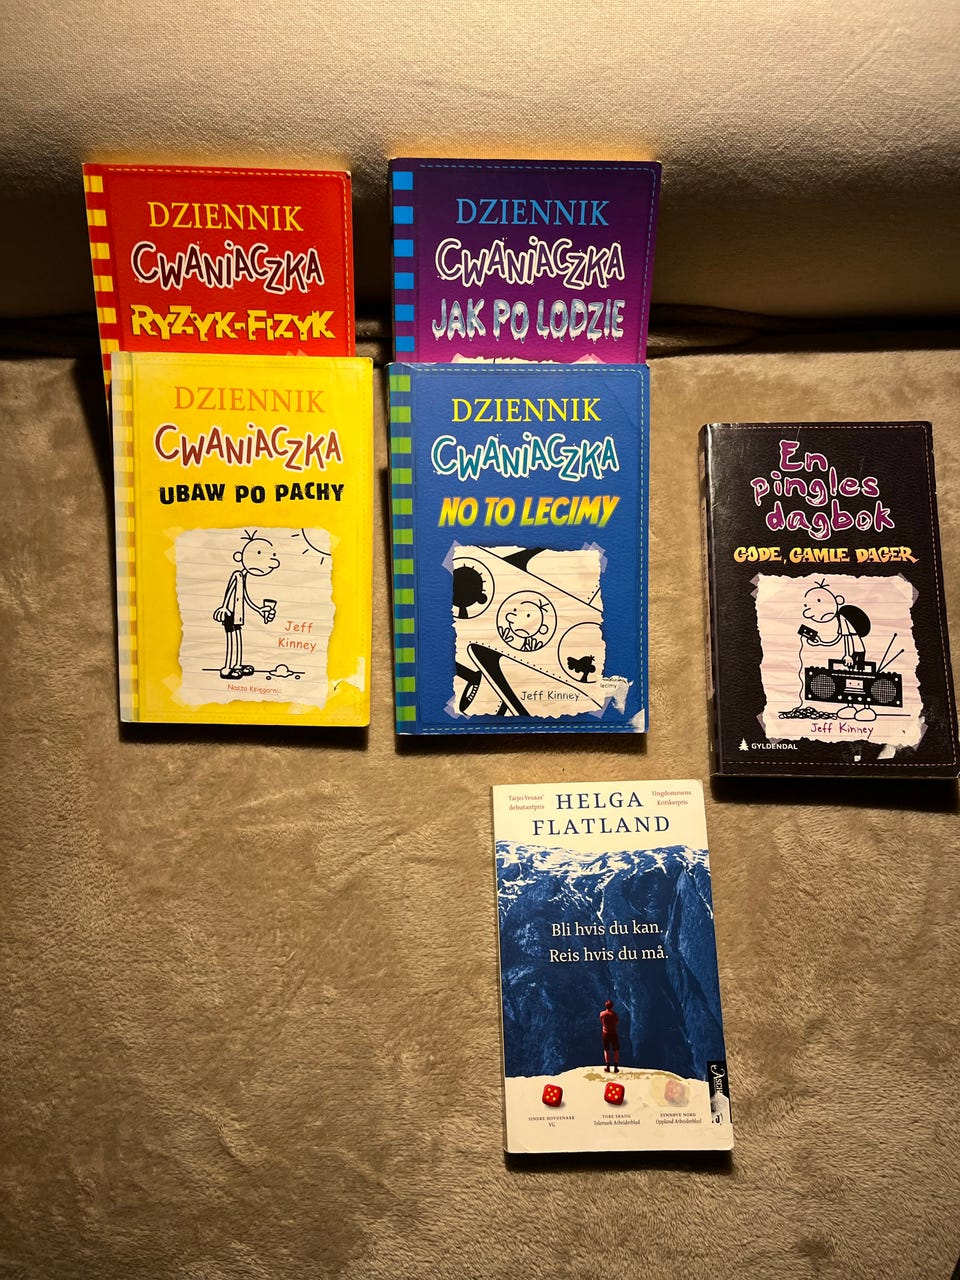 DZIENNIK
CWANIACZKA
RYZYK-FIZYK
DZIENNIK
CWANIACZKA
JAK PO LODZIE
DZIENNIK
CWANIACZKA
UBAW PO PACHY
Jeff
Kinney
Nasza Księgarnia
DZIENNIK
CWANIACZKA
NO TO LECIMY
Jeff Kinney
En
pingles
dagbok
GODE, GAMLE DAGER
Jeff Kinney
GYLDENDAL
Tarjei Vesaas'
debutantpris
HELGA
FLATLAND
Ungdommens
Kritikerpris
Bli hvis du kan.
Reis hvis du må.
SINDRE HOVDENAKK
VG
TURE SKAUG
Telemark Arbeiderblad
SYNNØVE NORD
Oppland Arbeiderblad